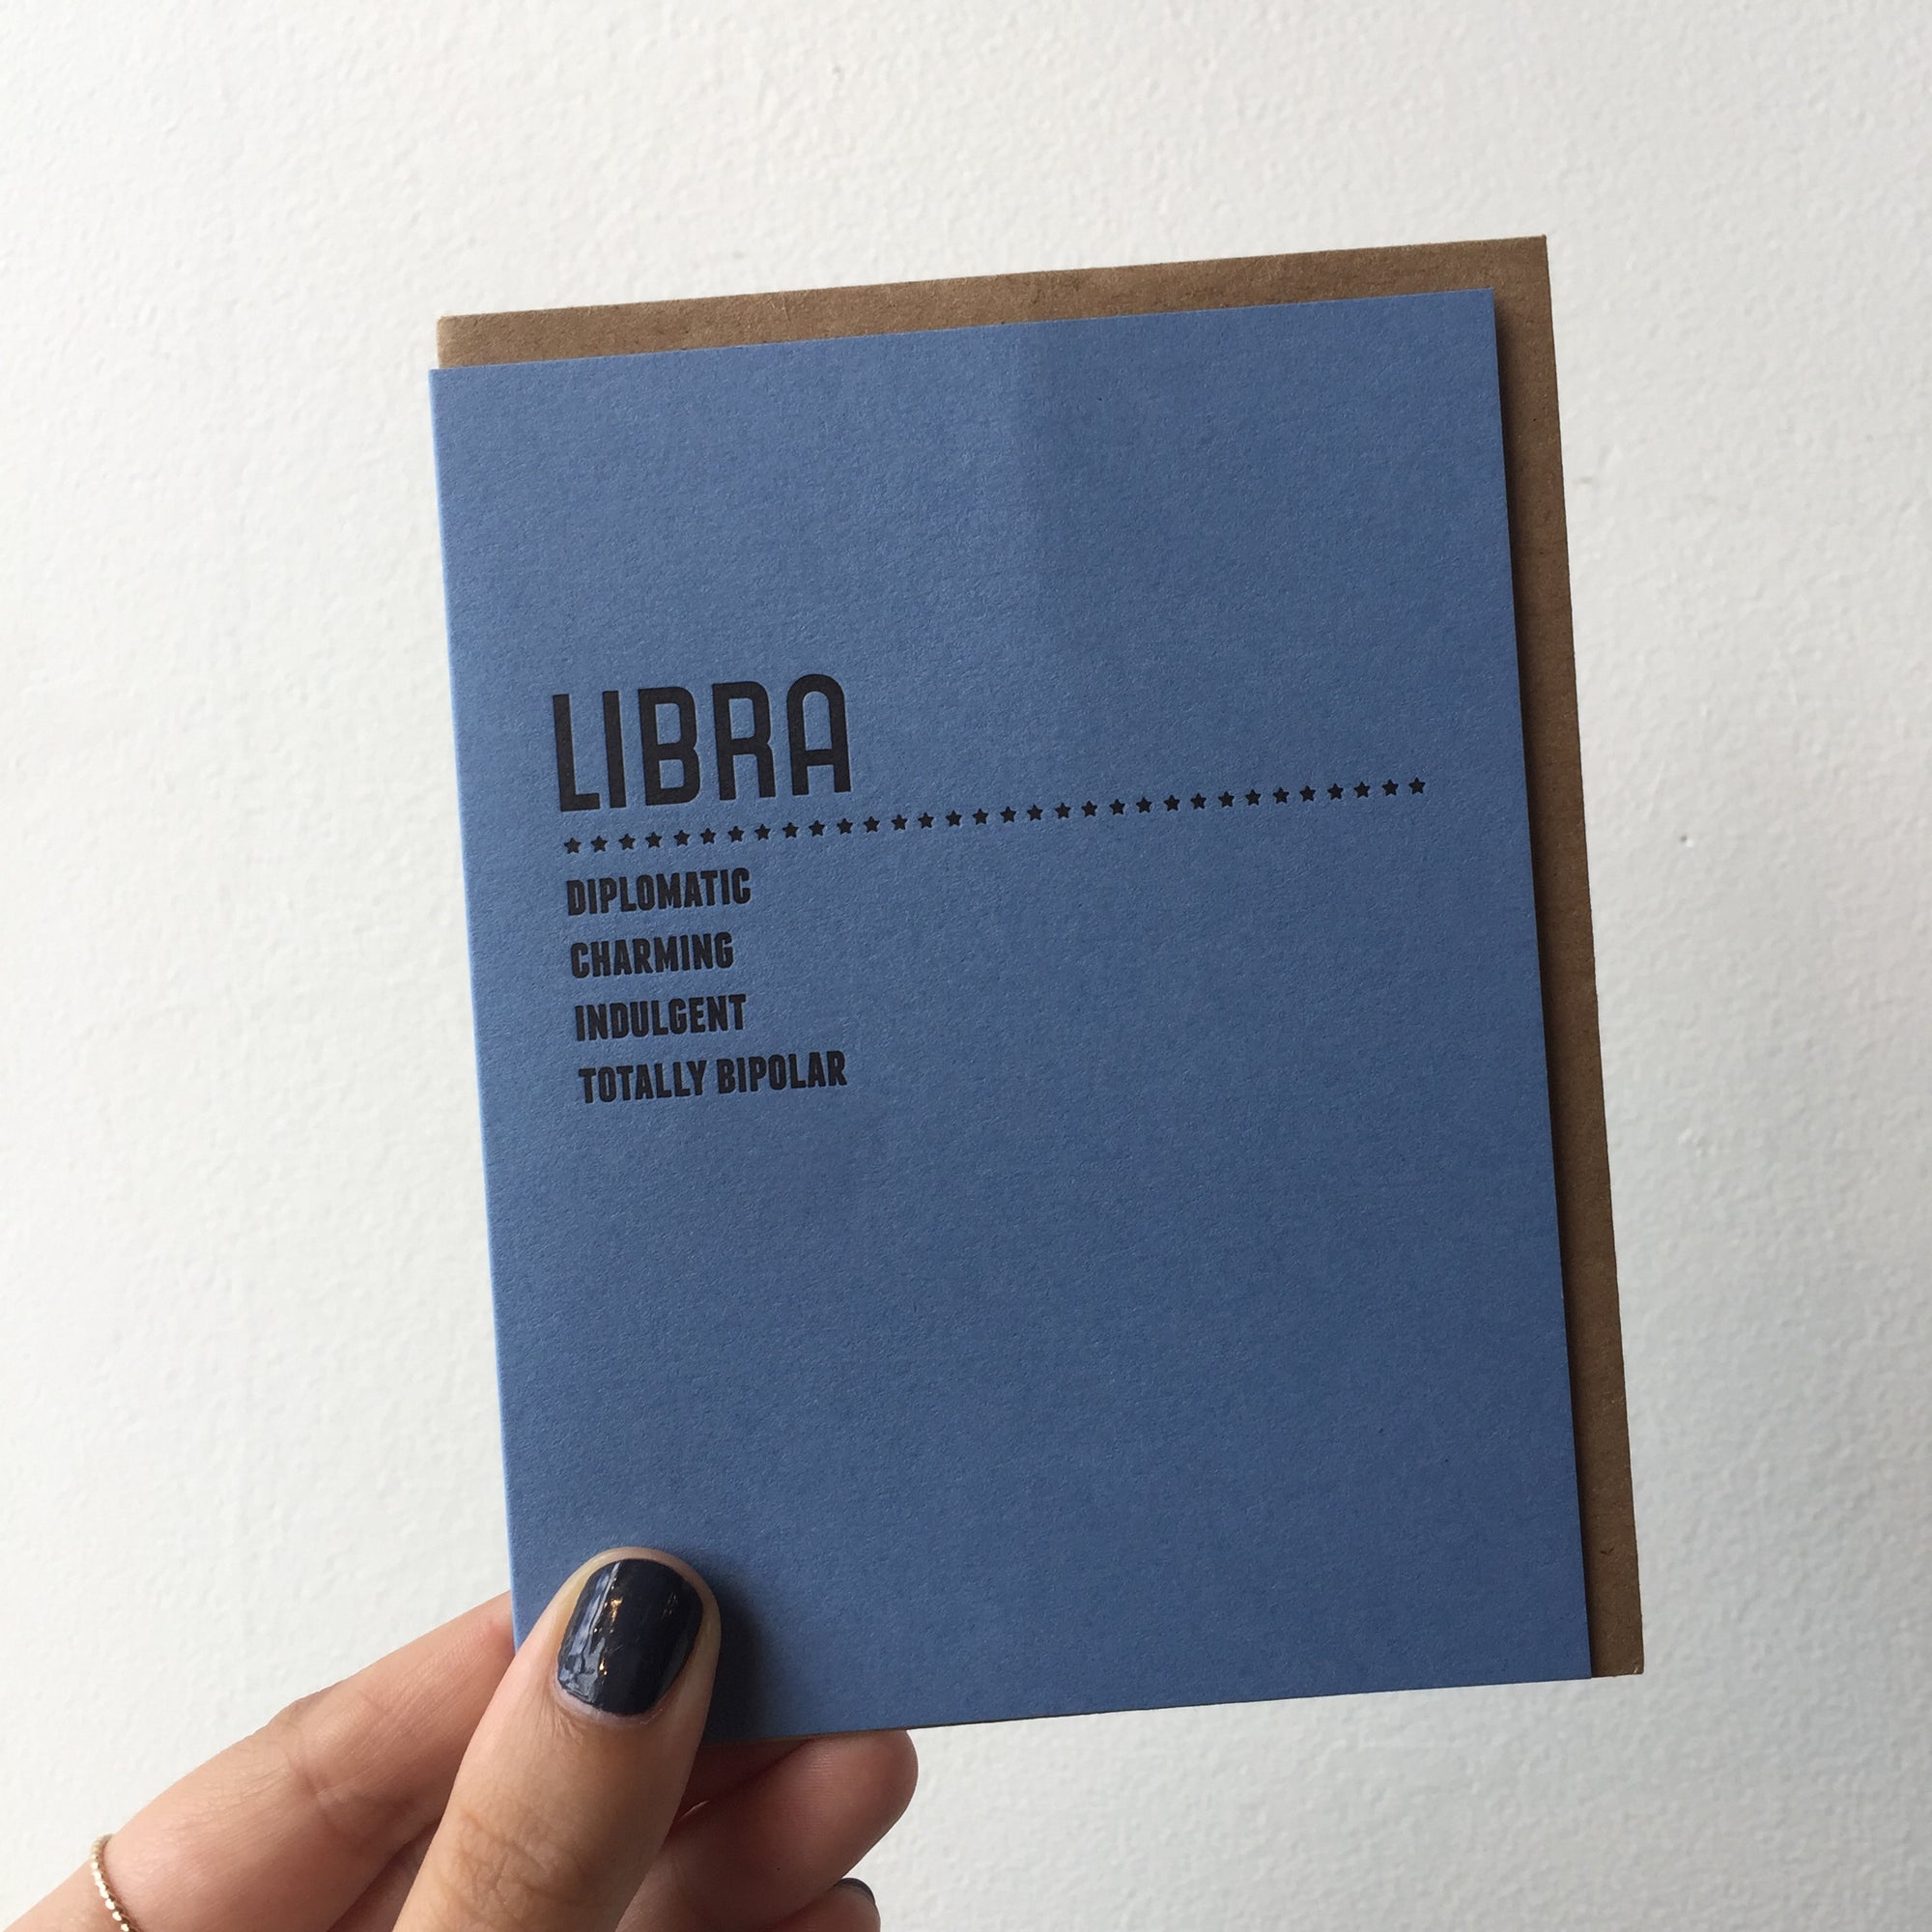 LIBRA
DIPLOMATIC
CHARMING
INDULGENT
TOTALLY BIPOLAR